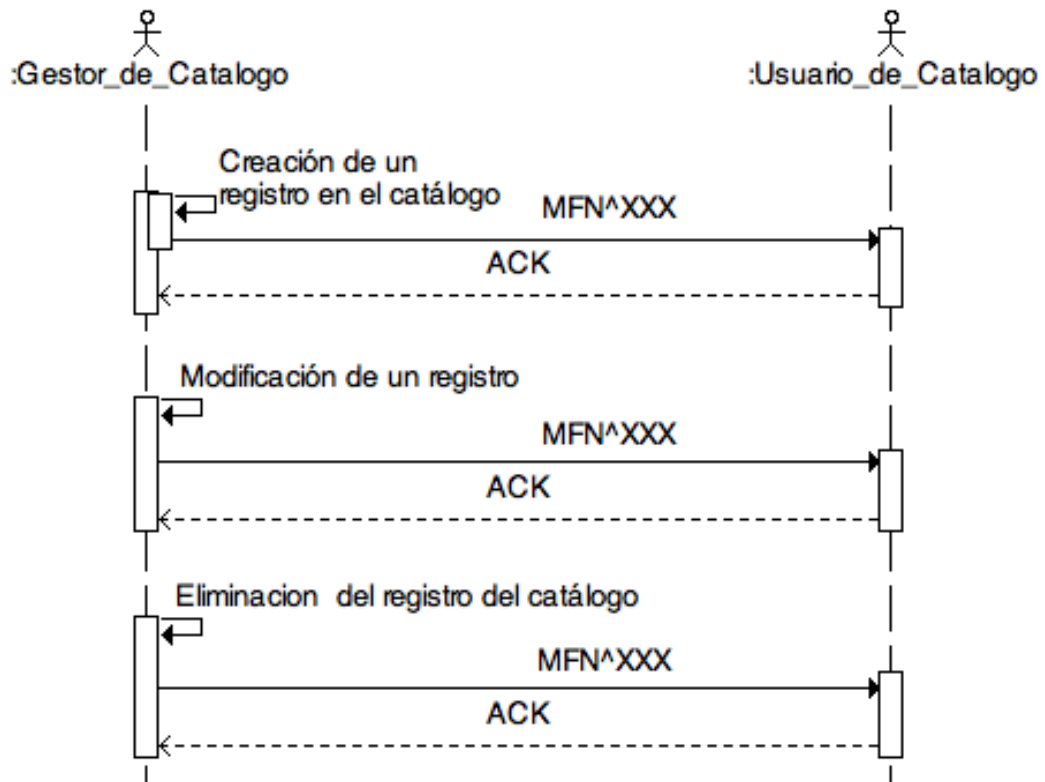 :Gestor_de_Catalogo
:Usuario_de_Catalogo
Creación de un
registro en el catálogo
MFN^XXX
ACK
Modificación de un registro
MFN^XXX
ACK
Eliminacion del registro del catálogo
MFN^XXX
ACK